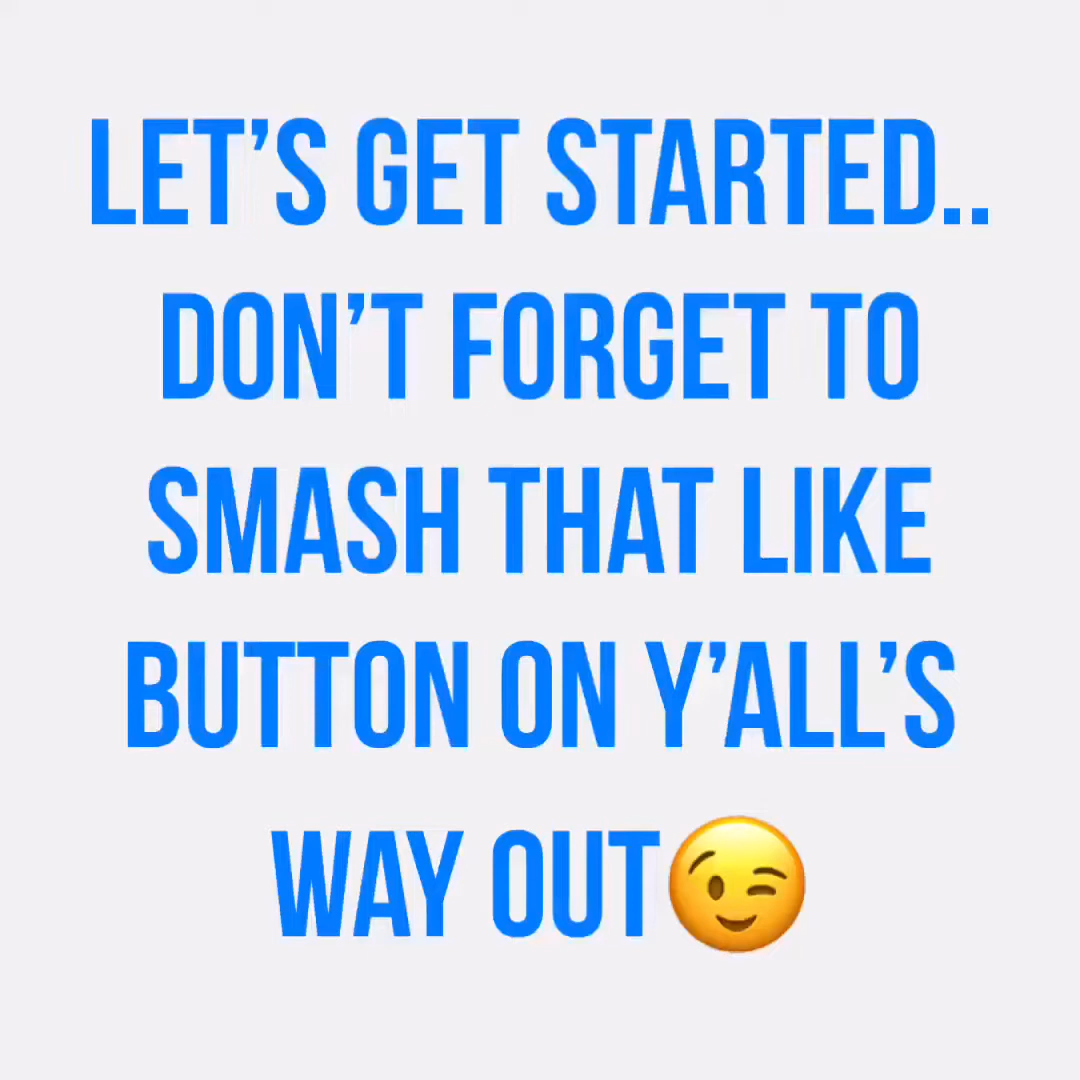 LET’S GET STARTED..
DON’T FORGET TO
SMASH THAT LIKE
BUTTON ON Y’ALL’S
WAY OUT😉